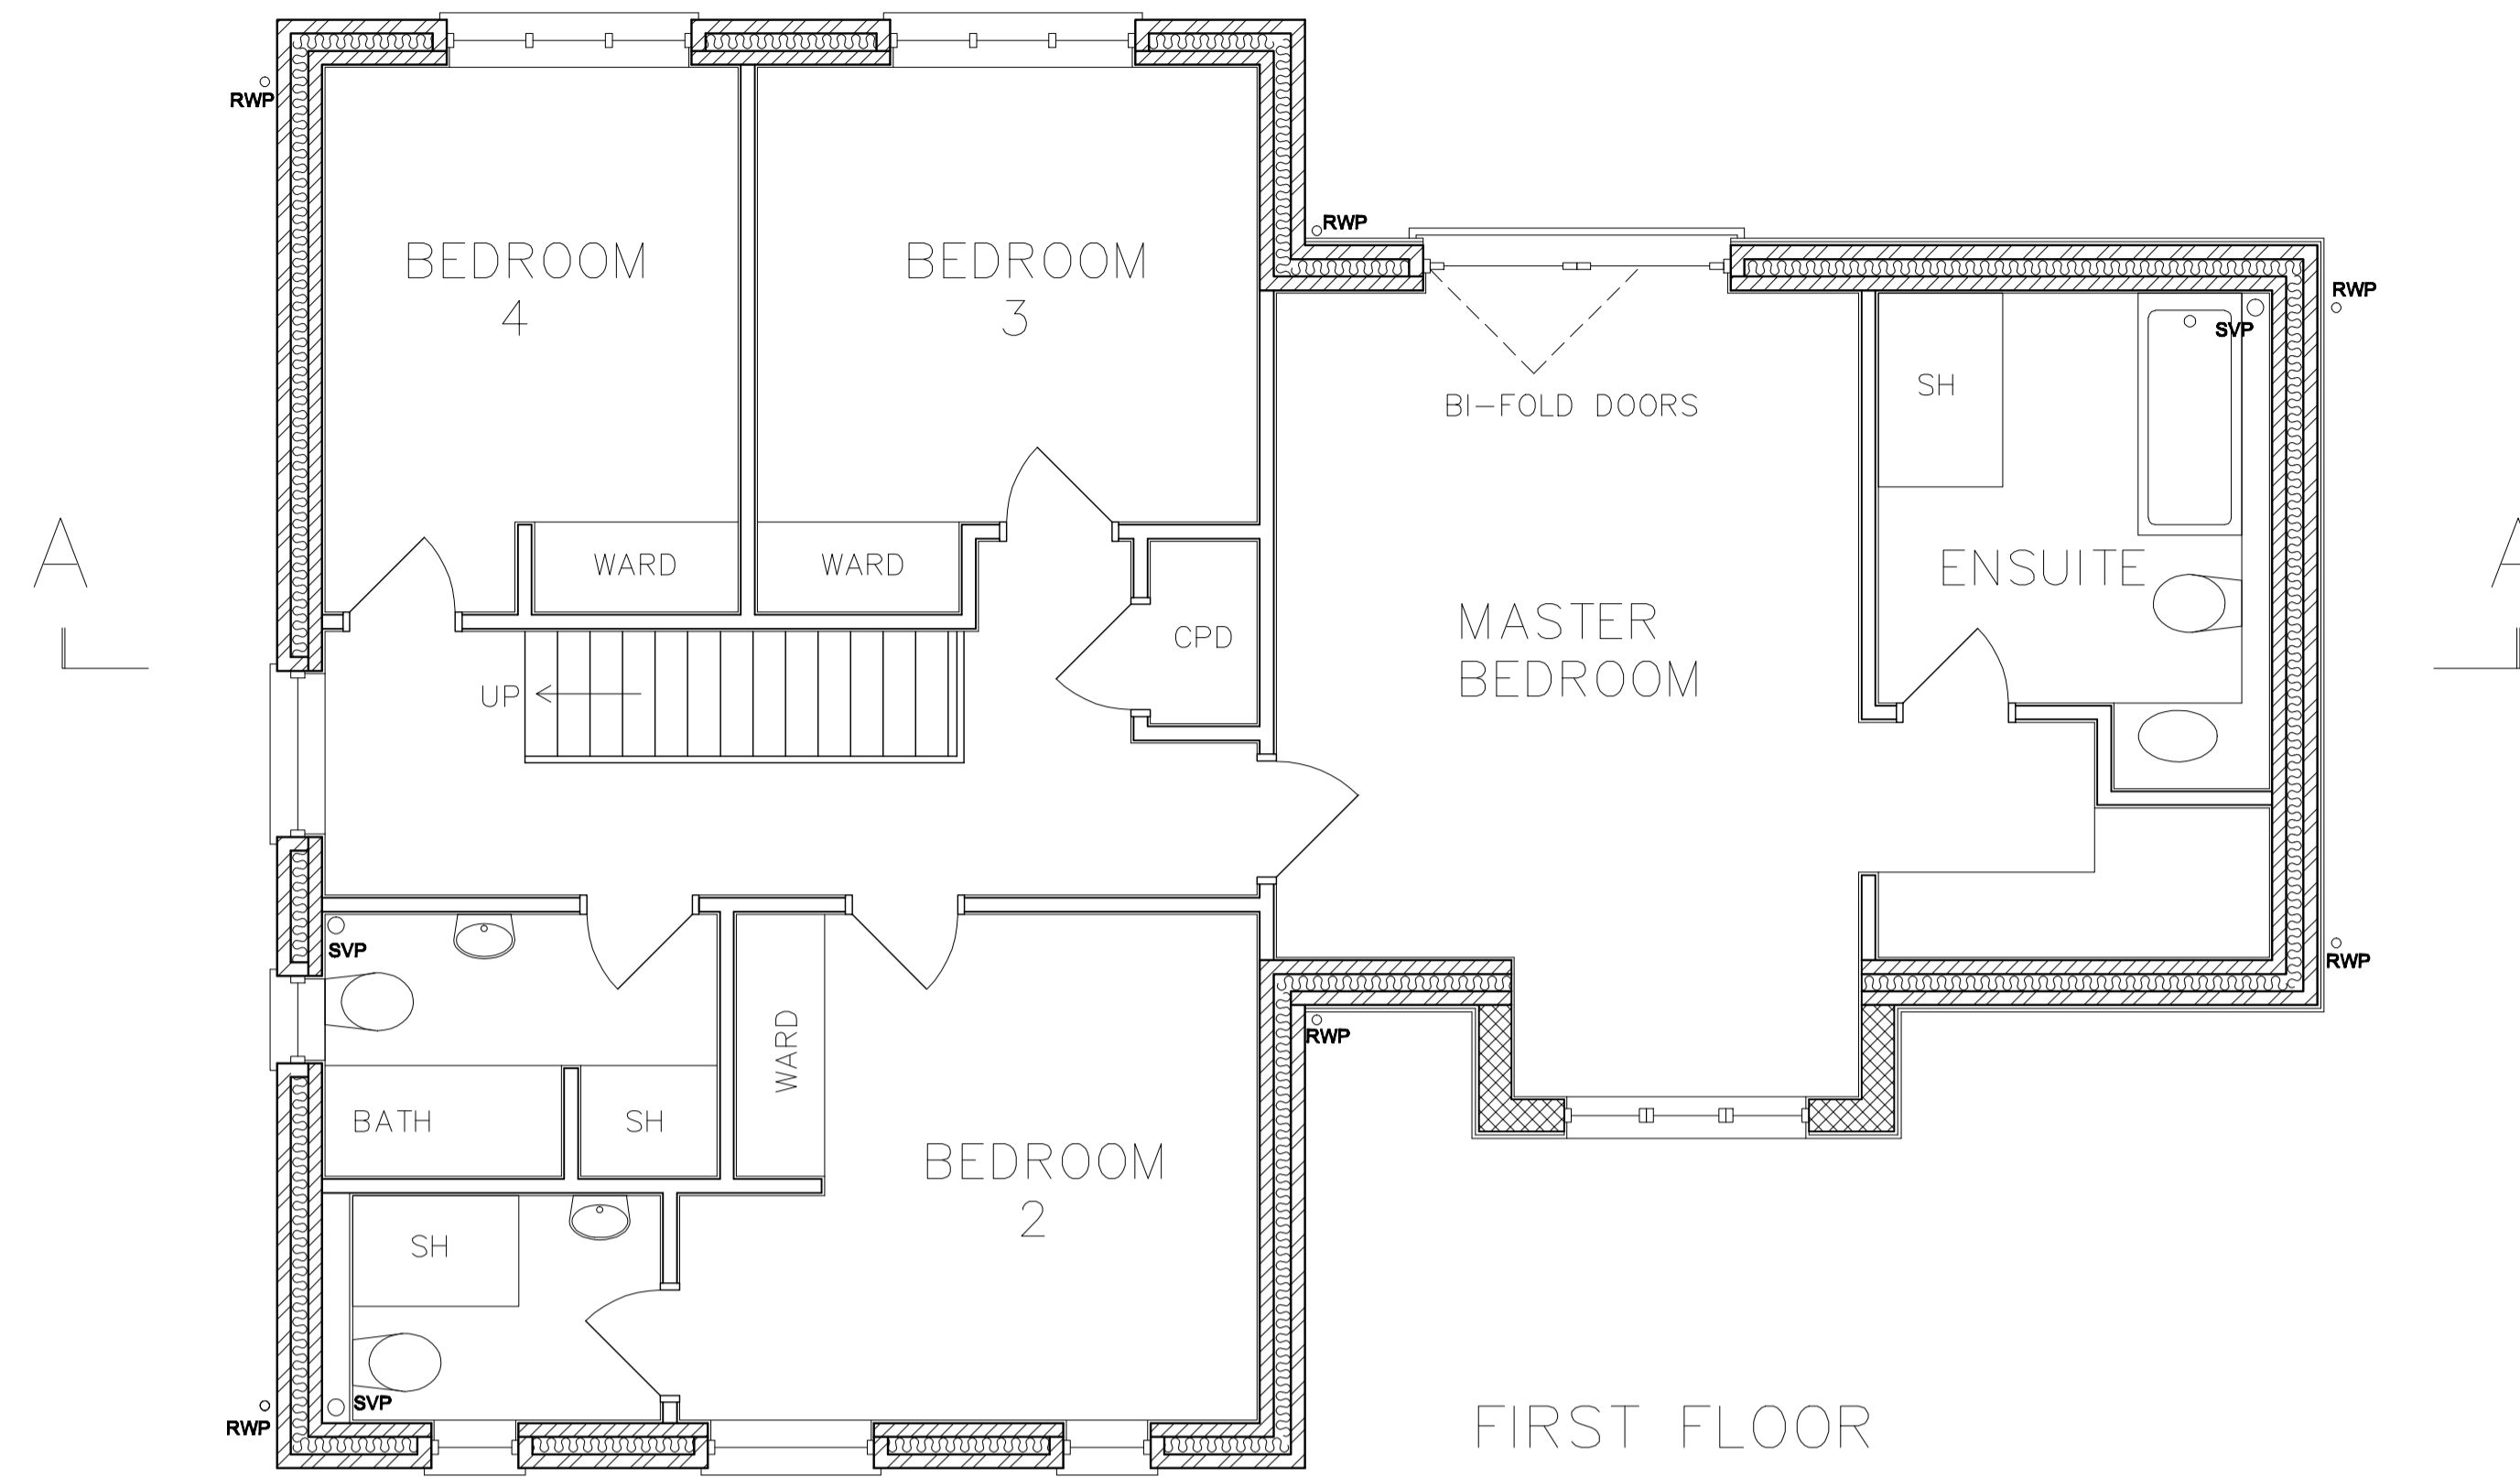 RWP
RWP
BEDROOM
4
BEDROOM
3
RWP
SVP
SH
BI-FOLD DOORS
A
WARD
WARD
CPD
ENSUITE
A
MASTER
BEDROOM
UP
SVP
RWP
RWP
WARD
BATH
SH
BEDROOM
2
SH
SVP
RWP
FIRST FLOOR